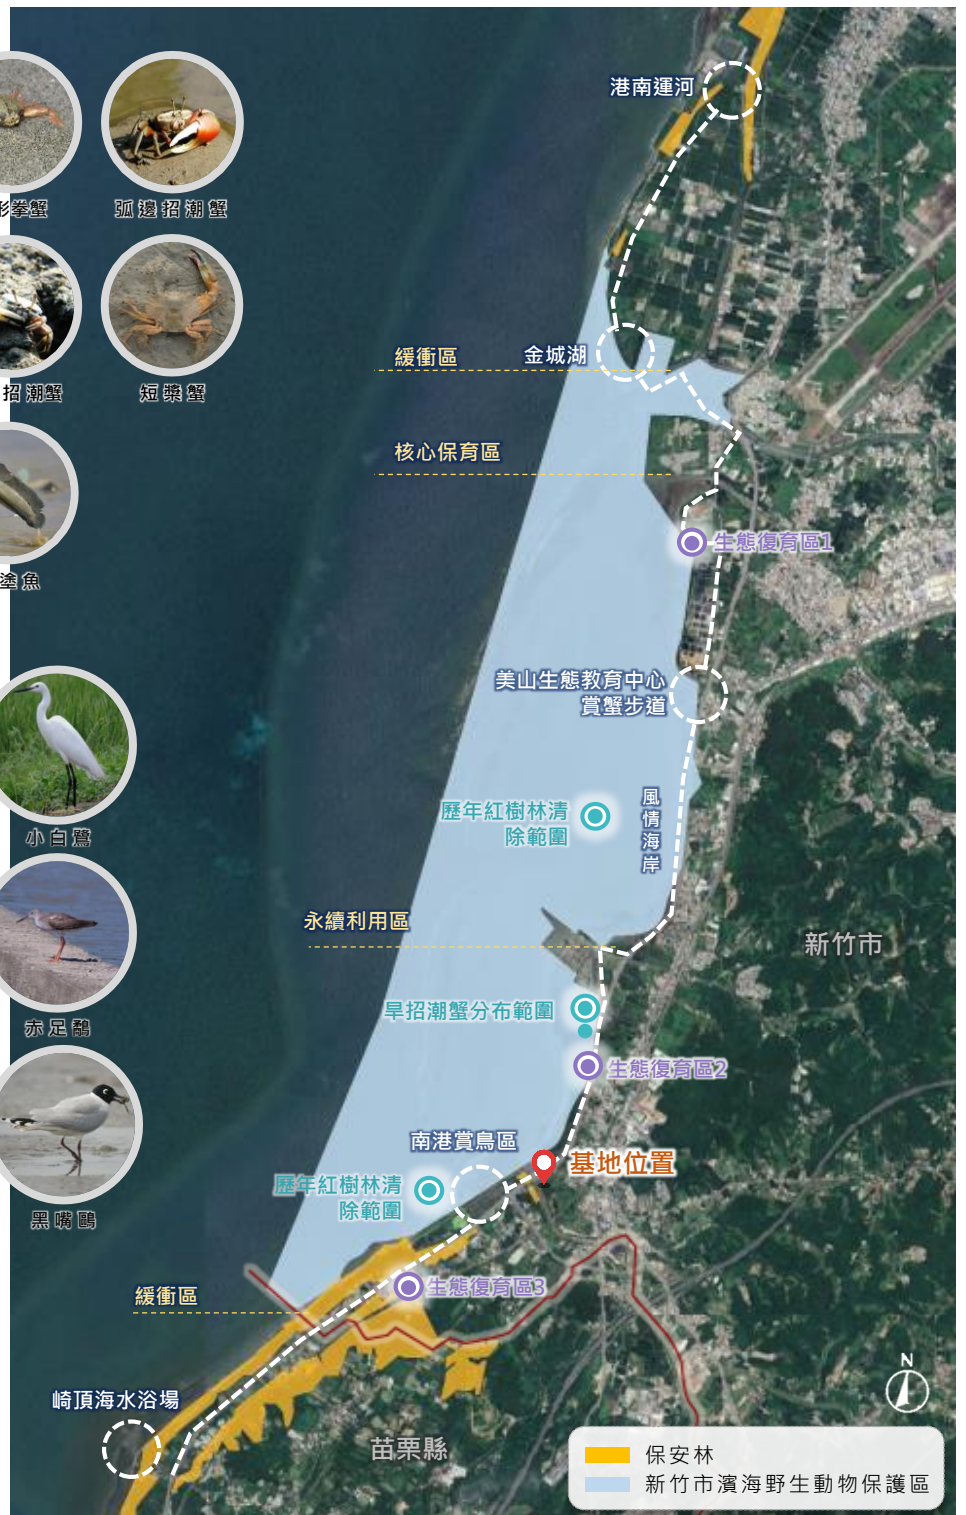 港南運河
形拳蟹
弧邊招潮蟹
緩衝區
金城湖
招潮蟹
短槳蟹
核心保育區
生態復育區1
塗魚
美山生態教育中心
賞蟹步道
風情海岸
歷年紅樹林清
除範圍
小白鷺
永續利用區
新竹市
旱招潮蟹分布範圍
赤足鷸
生態復育區2
南港賞鳥區
基地位置
歷年紅樹林清
除範圍
黑嘴鷗
生態復育區3
緩衝區
N
崎頂海水浴場
苗栗縣
保安林
新竹市濱海野生動物保護區